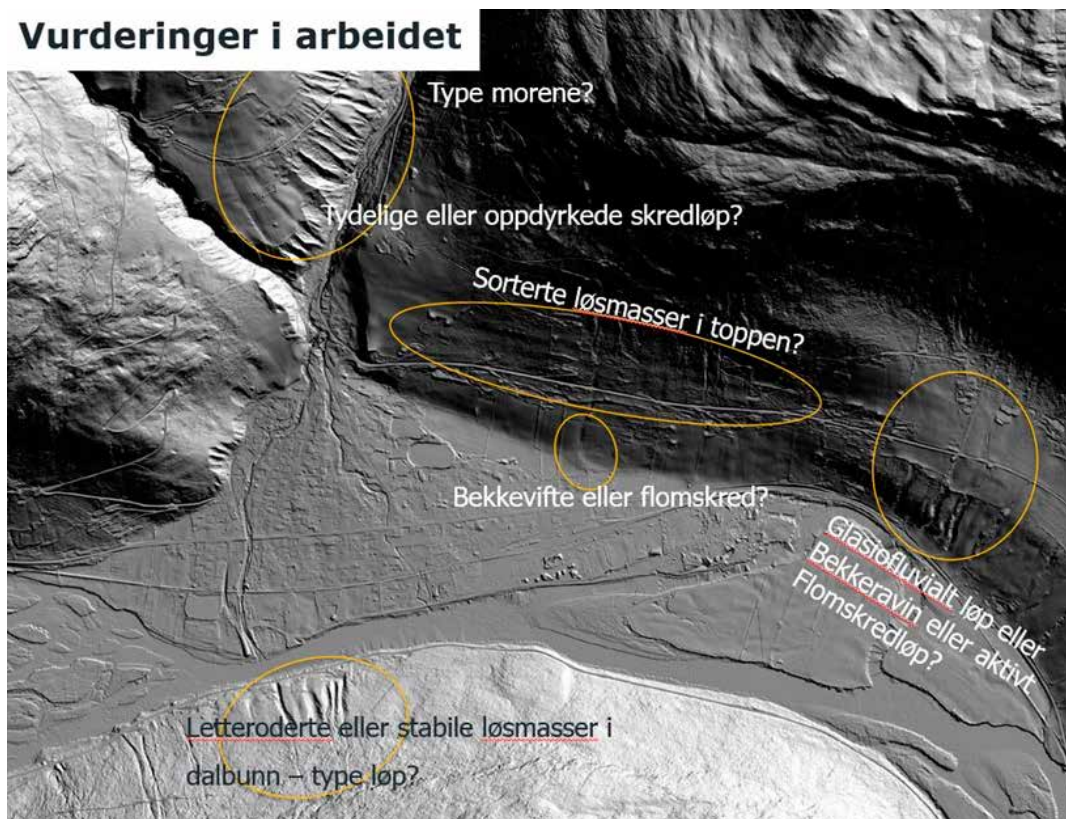 Vurderinger i arbeidet
Type morene?
Tydelige eller oppdyrkede skredløp?
Sorterte løsmasser i toppen?
Bekkevifte eller flomskred?
Glasiofluvialt løp eller
Bekkeravin eller aktivt
Flomskredløp?
Letteroderte eller stabile løsmasser i
dalbunn – type løp?